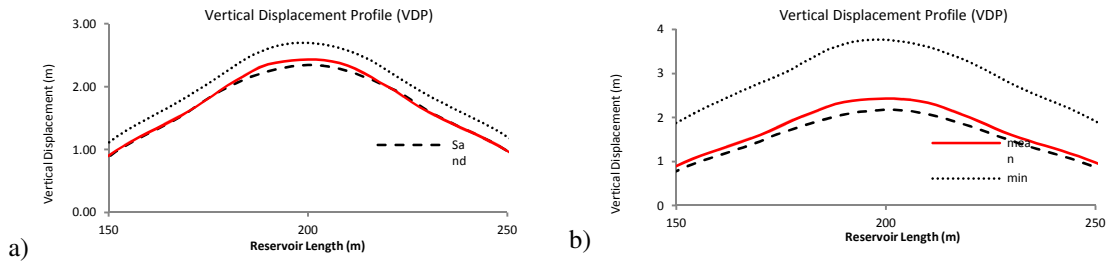 Vertical Displacement Profile (VDP)
3.00
2.00
1.00
0.00
Vertical Displacement (m)
Sa
nd
150
200
250
Reservoir Length (m)
a)
Vertical Displacement Profile (VDP)
4
3
2
1
0
Vertical Displacement (m)
mea
n
min
150
200
250
Reservoir Length (m)
b)